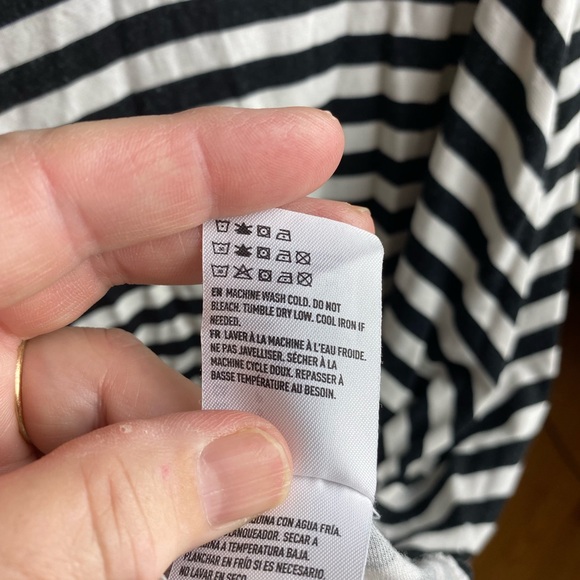 EN MACHINE WASH COLD. DO NOT
BLEACH. TUMBLE DRY LOW. COOL IRON IF
NEEDED.
FR LAVER À LA MACHINE À L'EAU FROIDE.
NE PAS JAVELLISER. SÉCHER À LA
MACHINE CYCLE DOUX. REPASSER À
BASSE TEMPÉRATURE AU BESOIN.
QUINA CON AGUA FRÍA.
BLANQUEADOR. SECAR A
A TEMPERATURA BAJA.
PLANCHAR EN FRÍO SI ES NECESARIO.
NO LAVAR EN SECO